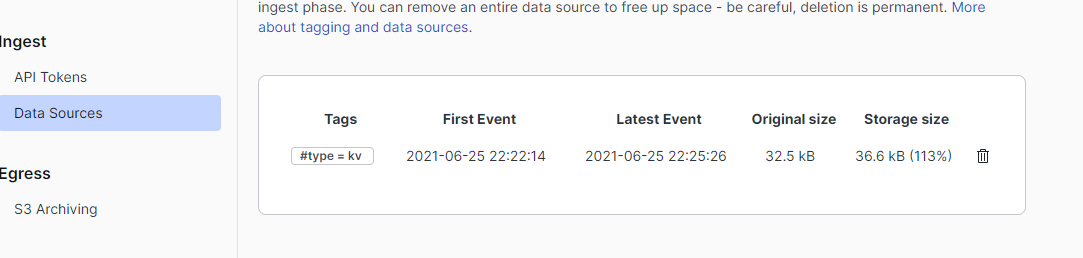 ingest phase. You can remove an entire data source to free up space - be careful, deletion is permanent. More
about tagging and data sources.
Ingest
API Tokens
Data Sources
Egress
S3 Archiving
Tags First Event Latest Event Original size Storage size
#type = kv 2021-06-25 22:22:14 2021-06-25 22:25:26 32.5 kB 36.6 kB (113%)